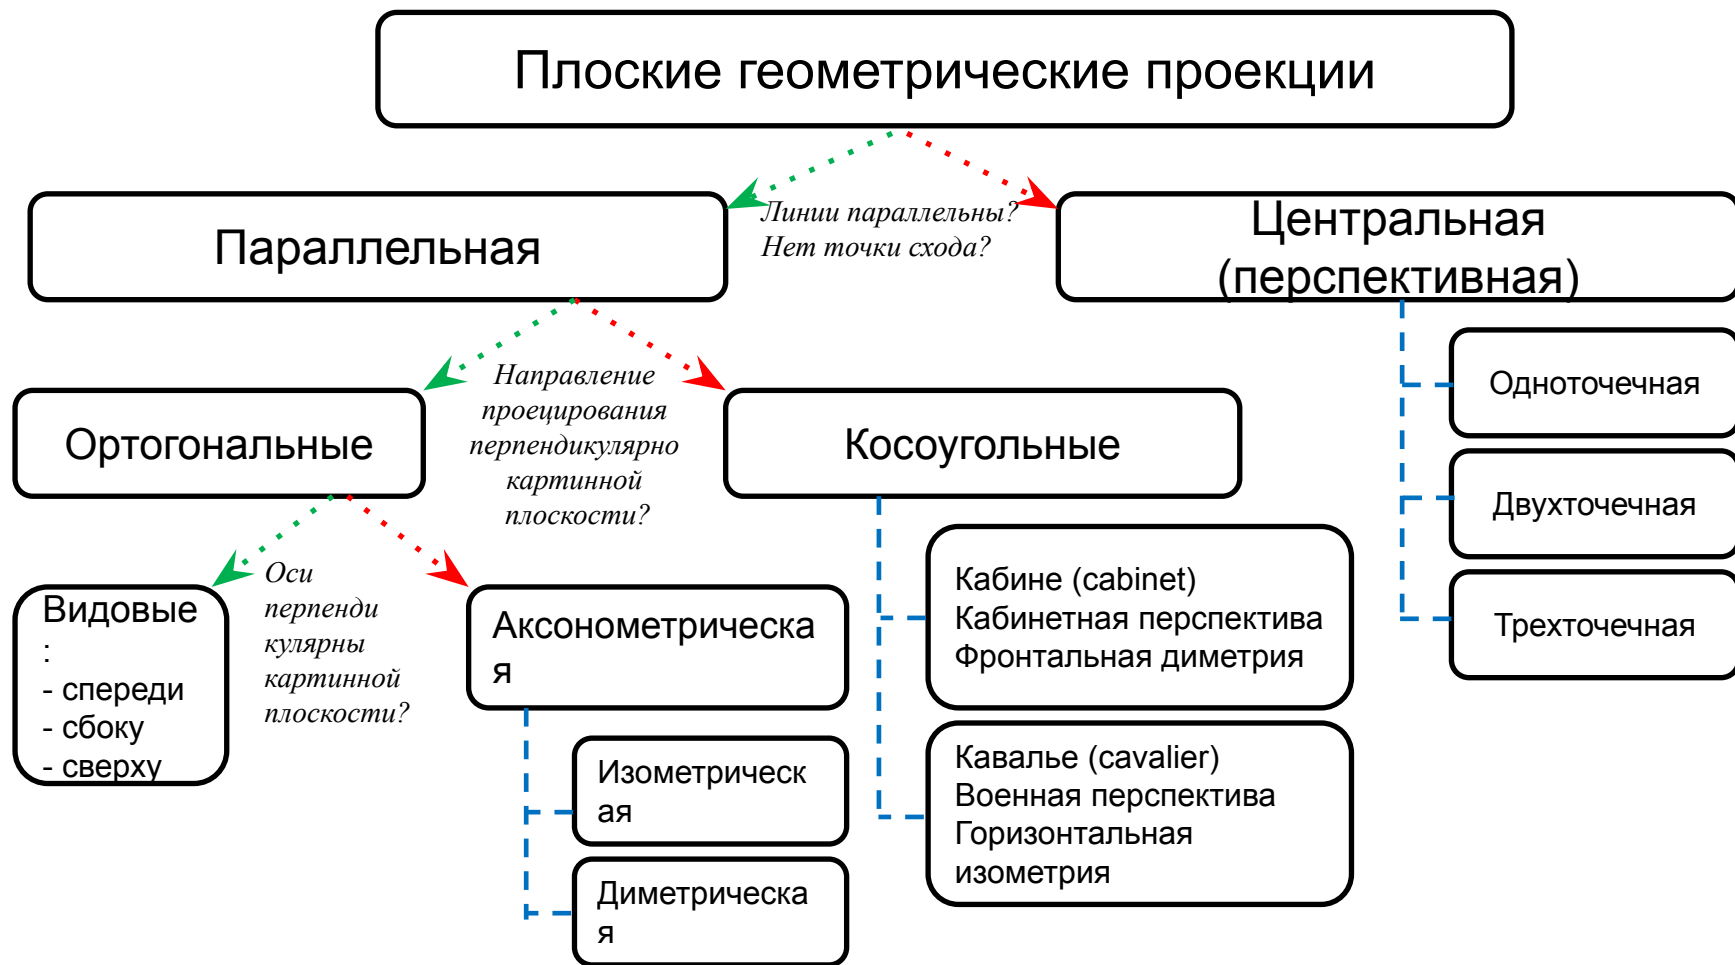 Плоские геометрические проекции
Параллельная
Линии параллельны?
Нет точки схода?
Центральная
(перспективная)
Ортогональные
Направление
проецирования
перпендикулярно
картинной
плоскости?
Косоугольные
Одноточечная
Двухточечная
Трехточечная
Видовые
:
- спереди
- сбоку
- сверху
Оси
перпенди
кулярны
картинной
плоскости?
Аксонометрическа
я
Изометрическ
ая
Диметрическа
я
Кабине (cabinet)
Кабинетная перспектива
Фронтальная диметрия
Кавалье (cavalier)
Военная перспектива
Горизонтальная
изометрия